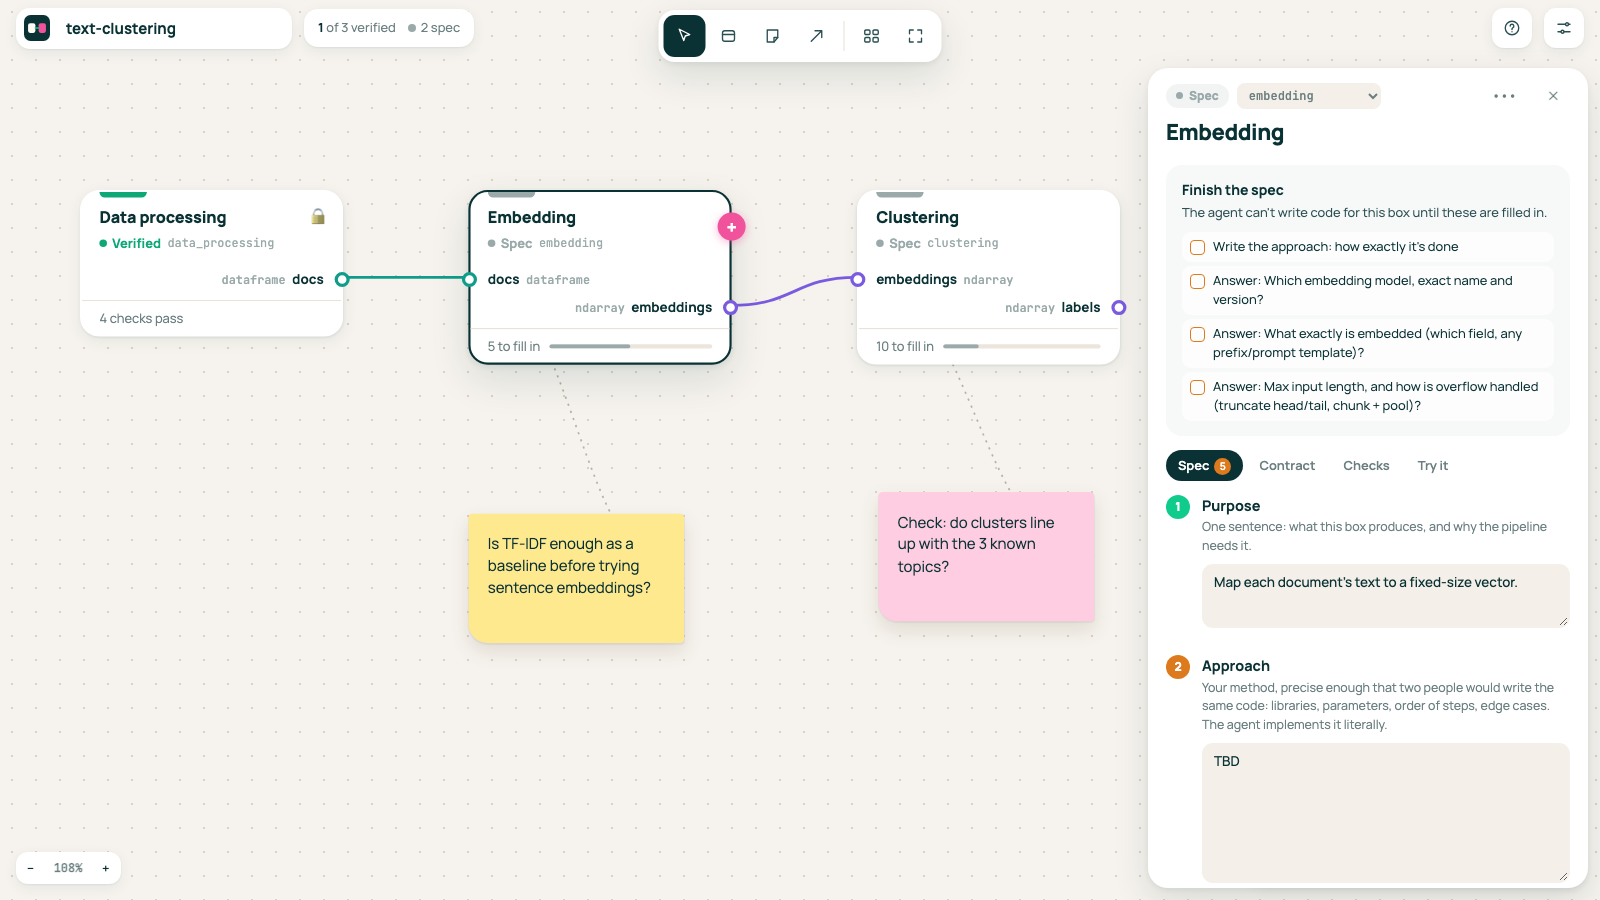 text-clustering
1 of 3 verified 2 spec
Data processing
Verified data_processing
dataframe docs
4 checks pass
Embedding
Spec embedding
docs dataframe
ndarray embeddings
5 to fill in
+
Clustering
Spec clustering
embeddings ndarray
ndarray labels
10 to fill in
Is TF-IDF enough as a
baseline before trying
sentence embeddings?
Check: do clusters line
up with the 3 known
topics?
− 108% +
Spec embedding
Embedding
Finish the spec
The agent can't write code for this box until these are filled in.
Write the approach: how exactly it's done
Answer: Which embedding model, exact name and
version?
Answer: What exactly is embedded (which field, any
prefix/prompt template)?
Answer: Max input length, and how is overflow handled
(truncate head/tail, chunk + pool)?
Spec 5 Contract Checks Try it
1 Purpose
One sentence: what this box produces, and why the pipeline
needs it.
Map each document's text to a fixed-size vector.
2 Approach
Your method, precise enough that two people would write the
same code: libraries, parameters, order of steps, edge cases.
The agent implements it literally.
TBD